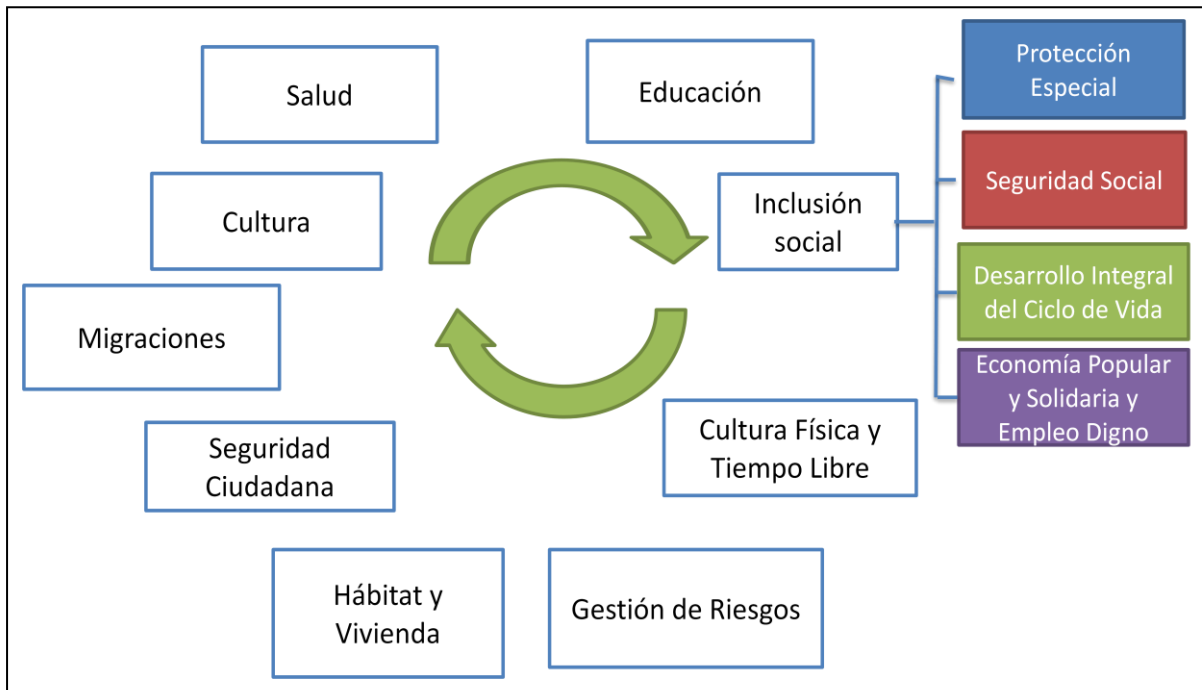 Salud
Educación
Protección
Especial
Cultura
Inclusión
social
Seguridad Social
Migraciones
Desarrollo Integral
del Ciclo de Vida
Economía Popular
y Solidaria y
Empleo Digno
Seguridad
Ciudadana
Cultura Física y
Tiempo Libre
Hábitat y
Vivienda
Gestión de Riesgos